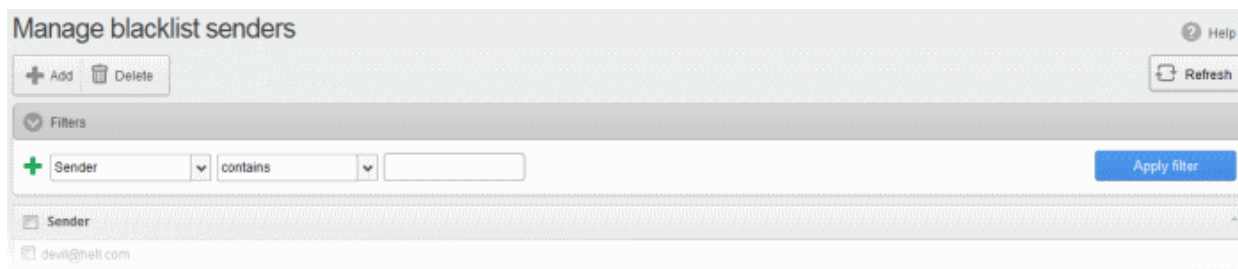 Manage blacklist senders
Help
Add Delete
Refresh
Filters
Sender contains
Apply filter
Sender
devil@hell.com